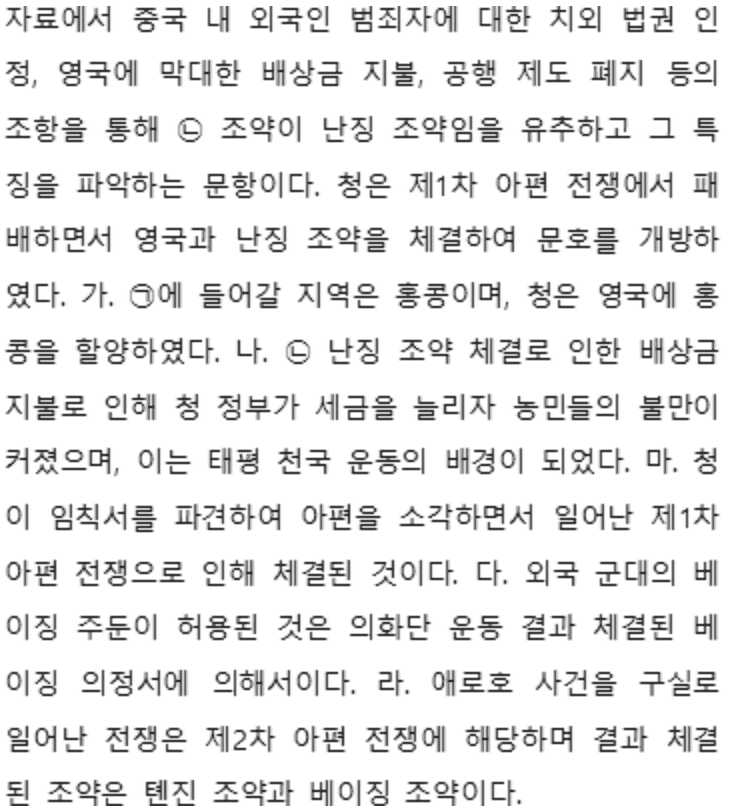 자료에서 중국 내 외국인 범죄자에 대한 치외 법권 인
정, 영국에 막대한 배상금 지불, 공행 제도 폐지 등의
조항을 통해 ㉡ 조약이 난징 조약임을 유추하고 그 특
징을 파악하는 문항이다. 청은 제1차 아편 전쟁에서 패
배하면서 영국과 난징 조약을 체결하여 문호를 개방하
였다. 가. ㉠에 들어갈 지역은 홍콩이며, 청은 영국에 홍
콩을 할양하였다. 나. ㉡ 난징 조약 체결로 인한 배상금
지불로 인해 청 정부가 세금을 늘리자 농민들의 불만이
커졌으며, 이는 태평 천국 운동의 배경이 되었다. 마. 청
이 임칙서를 파견하여 아편을 소각하면서 일어난 제1차
아편 전쟁으로 인해 체결된 것이다. 다. 외국 군대의 베
이징 주둔이 허용된 것은 의화단 운동 결과 체결된 베
이징 의정서에 의해서이다. 라. 애로호 사건을 구실로
일어난 전쟁은 제2차 아편 전쟁에 해당하며 결과 체결
된 조약은 톈진 조약과 베이징 조약이다.